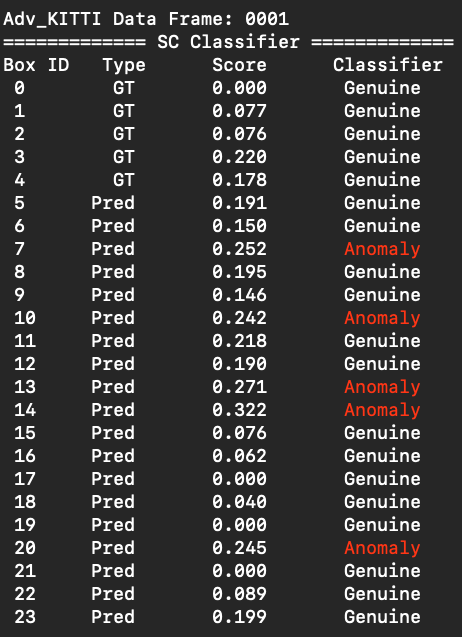 Adv_KITTI Data Frame: 0001
============= SC Classifier =============
Box ID Type Score Classifier
0 GT 0.000 Genuine
1 GT 0.077 Genuine
2 GT 0.076 Genuine
3 GT 0.220 Genuine
4 GT 0.178 Genuine
5 Pred 0.191 Genuine
6 Pred 0.150 Genuine
7 Pred 0.252 Anomaly
8 Pred 0.195 Genuine
9 Pred 0.146 Genuine
10 Pred 0.242 Anomaly
11 Pred 0.218 Genuine
12 Pred 0.190 Genuine
13 Pred 0.271 Anomaly
14 Pred 0.322 Anomaly
15 Pred 0.076 Genuine
16 Pred 0.062 Genuine
17 Pred 0.000 Genuine
18 Pred 0.040 Genuine
19 Pred 0.000 Genuine
20 Pred 0.245 Anomaly
21 Pred 0.000 Genuine
22 Pred 0.089 Genuine
23 Pred 0.199 Genuine